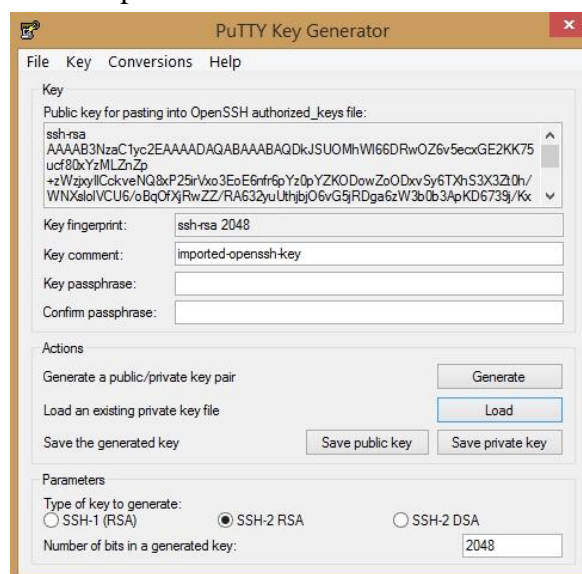 PuTTY Key Generator
File Key Conversions Help
Key
Public key for pasting into OpenSSH authorized_keys file:
ssh-rsa
AAAAB3NzaC1yc2EAAAADAQABAAABAQDkJSUOMhWl66DRwOZ6v5ecxGE2KK75
ucf80xYzMLZnZp
+zWzjxyllCckveNQ8xP25irVxo3EoE6nfr6pYz0pYZKODowZoODxvSy6TXhS3X3Zt0h/
WNXslolVCU6/oBqOfXjRwZZ/RA632yuUthjbjO6vG5jRDga6zW3b0b3ApKD6739j/Kx
Key fingerprint: ssh-rsa 2048
Key comment: imported-openssh-key
Key passphrase:
Confirm passphrase:
Actions
Generate a public/private key pair Generate
Load an existing private key file Load
Save the generated key Save public key Save private key
Parameters
Type of key to generate:
SSH-1 (RSA) SSH-2 RSA SSH-2 DSA
Number of bits in a generated key: 2048